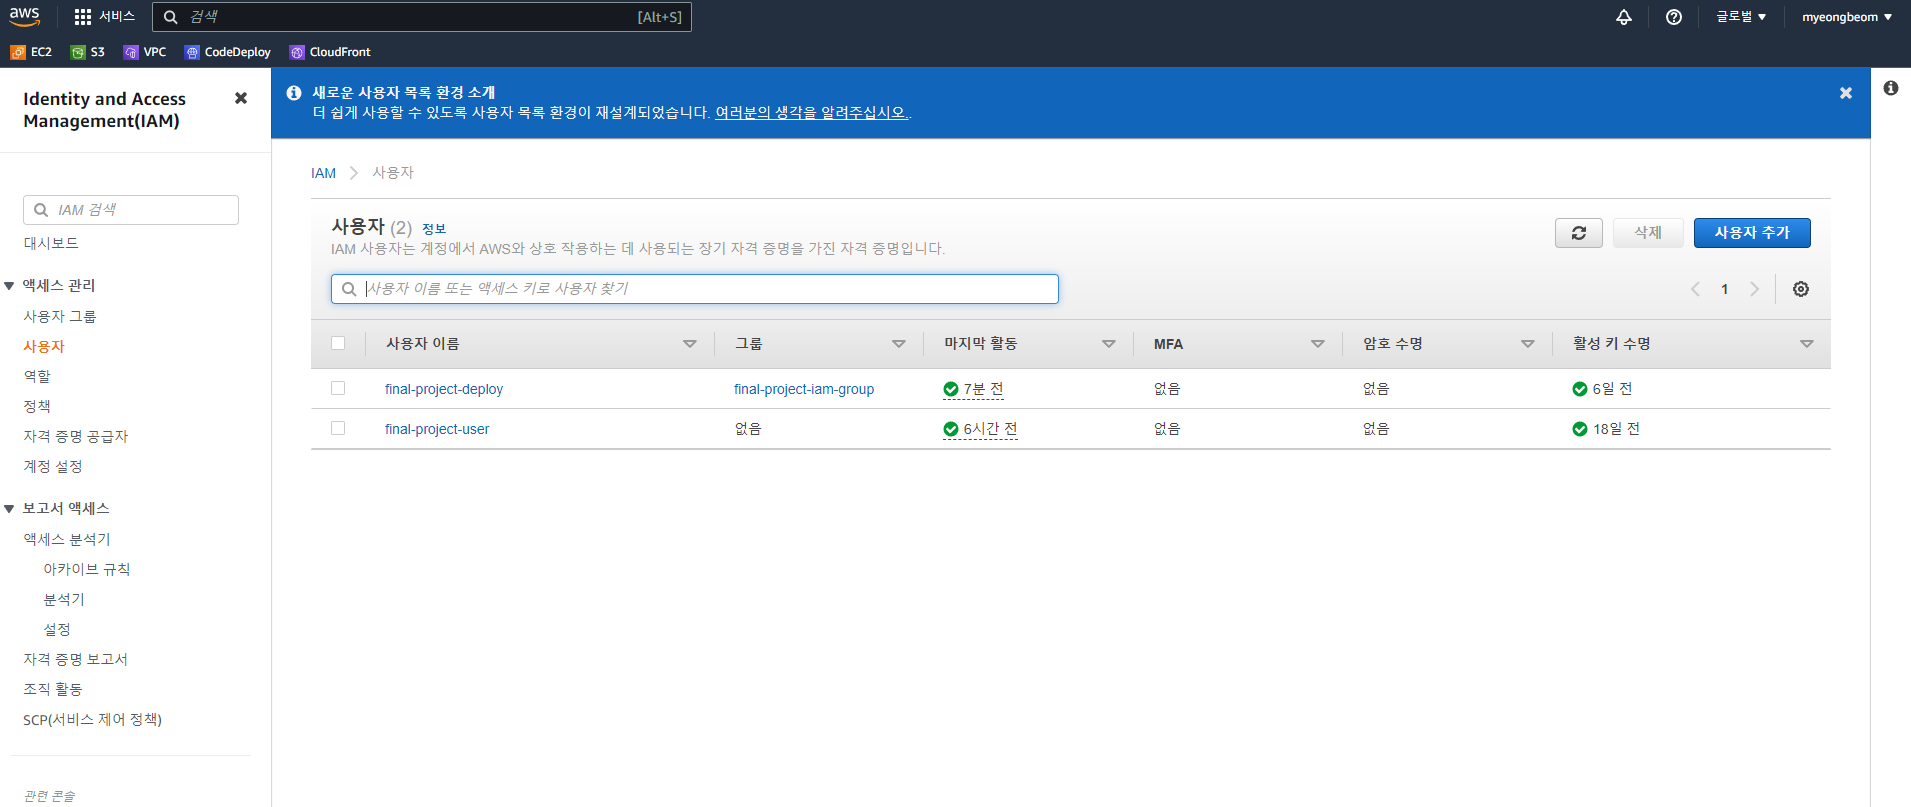 aws
서비스
검색
[Alt+S]
글로벌
myeongbeom
EC2
S3
VPC
CodeDeploy
CloudFront
Identity and Access
Management(IAM)
IAM 검색
대시보드
액세스 관리
사용자 그룹
사용자
역할
정책
자격 증명 공급자
계정 설정
보고서 액세스
액세스 분석기
아카이브 규칙
분석기
설정
자격 증명 보고서
조직 활동
SCP(서비스 제어 정책)
관련 콘솔
새로운 사용자 목록 환경 소개
더 쉽게 사용할 수 있도록 사용자 목록 환경이 재설계되었습니다. 여러분의 생각을 알려주십시오..
IAM
사용자
사용자 (2) 정보
IAM 사용자는 계정에서 AWS와 상호 작용하는 데 사용되는 장기 자격 증명을 가진 자격 증명입니다.
삭제
사용자 추가
사용자 이름 또는 액세스 키로 사용자 찾기
1
사용자 이름 그룹 마지막 활동 MFA 암호 수명 활성 키 수명
final-project-deploy final-project-iam-group 7분 전 없음 없음 6일 전
final-project-user 없음 6시간 전 없음 없음 18일 전